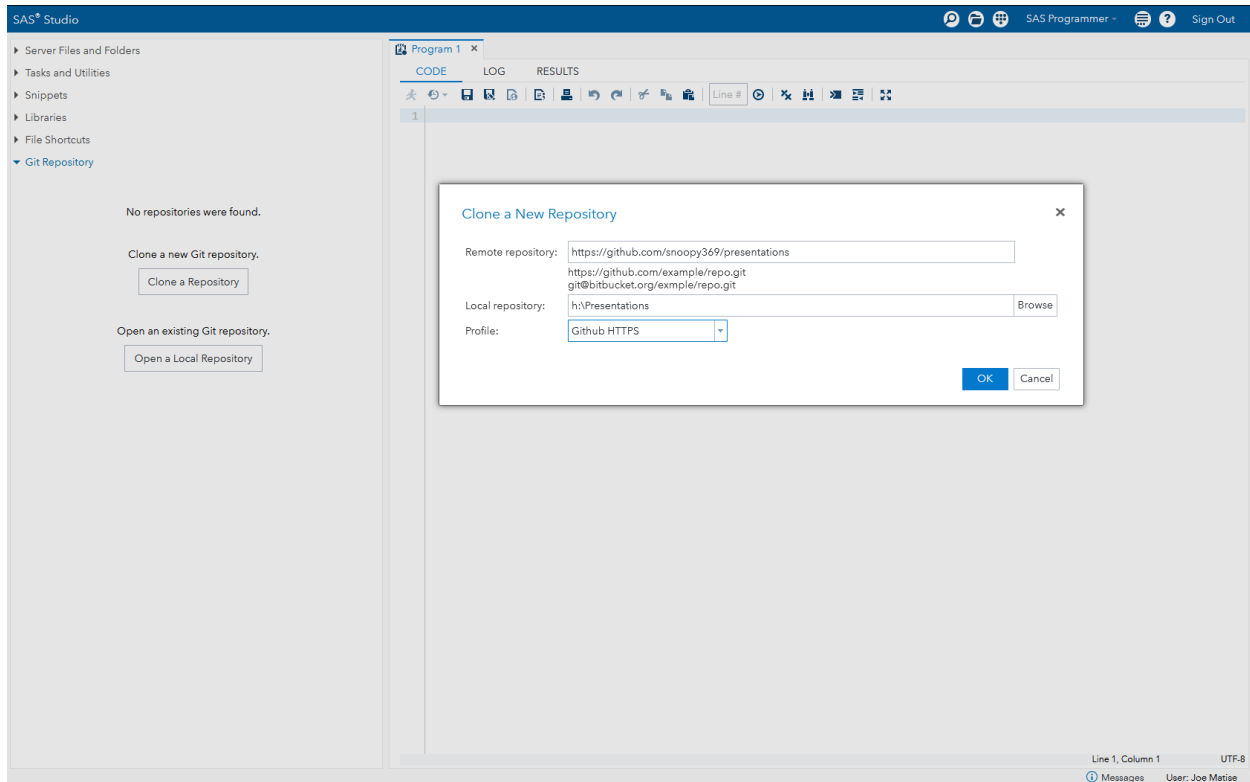 SAS® Studio
SAS Programmer
Sign Out
Server Files and Folders
Tasks and Utilities
Snippets
Libraries
File Shortcuts
Git Repository
No repositories were found.
Clone a new Git repository.
Clone a Repository
Open an existing Git repository.
Open a Local Repository
Program 1
CODE LOG RESULTS
Line #
1
Clone a New Repository
Remote repository: https://github.com/snoopy369/presentations
https://github.com/example/repo.git
git@bitbucket.org/exmple/repo.git
Local repository: h:\Presentations Browse
Profile: Github HTTPS
OK Cancel
Line 1, Column 1 UTF-8
Messages User: Joe Matise